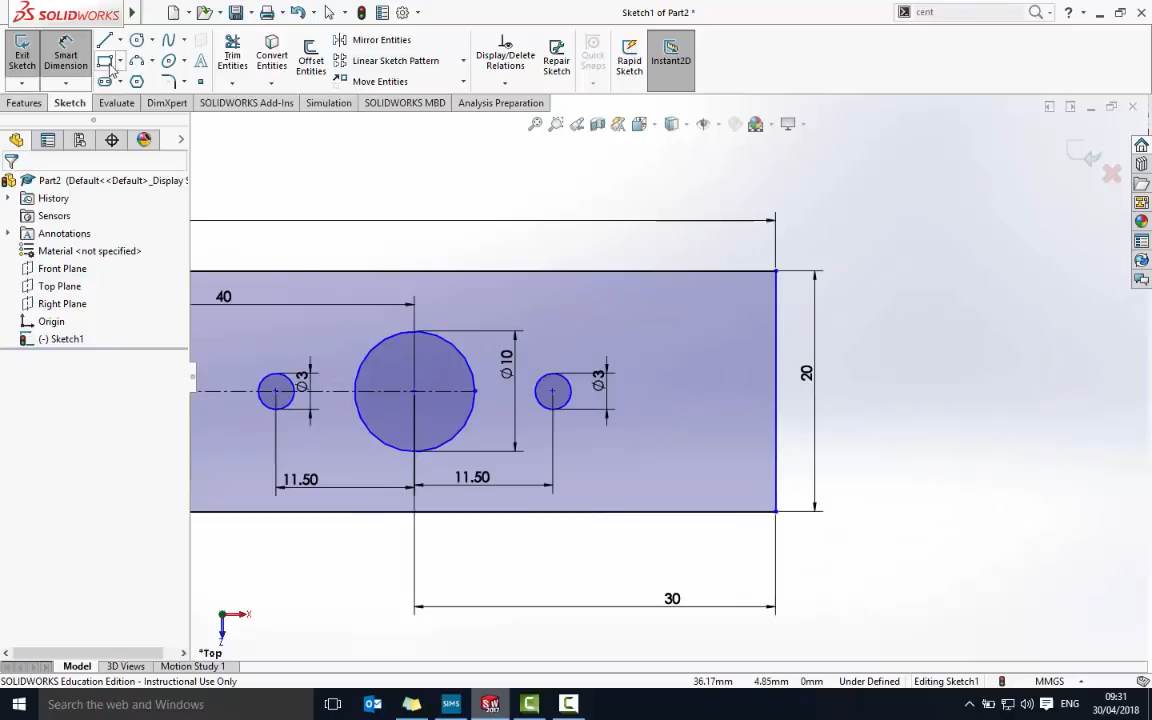 SOLIDWORKS
Sketch1 of Part2 *
cent
?
Exit Sketch
Smart Dimension
Trim Entities
Convert Entities
Offset Entities
Mirror Entities
Linear Sketch Pattern
Move Entities
Display/Delete Relations
Repair Sketch
Quick Snaps
Rapid Sketch
Instant2D
Features
Sketch
Evaluate
DimXpert
SOLIDWORKS Add-Ins
Simulation
SOLIDWORKS MBD
Analysis Preparation
Part2 (Default<<Default>_Display S
History
Sensors
Annotations
Material <not specified>
Front Plane
Top Plane
Right Plane
Origin
(-) Sketch1
40
Ø3
Ø10
Ø3
20
11.50
11.50
30
X
Z
*Top
Model
3D Views
Motion Study 1
SOLIDWORKS Education Edition - Instructional Use Only
36.17mm
4.85mm
0mm
Under Defined
Editing Sketch1
MMGS
Search the web and Windows
SIMS
SW
2017
ENG
09:31
30/04/2018